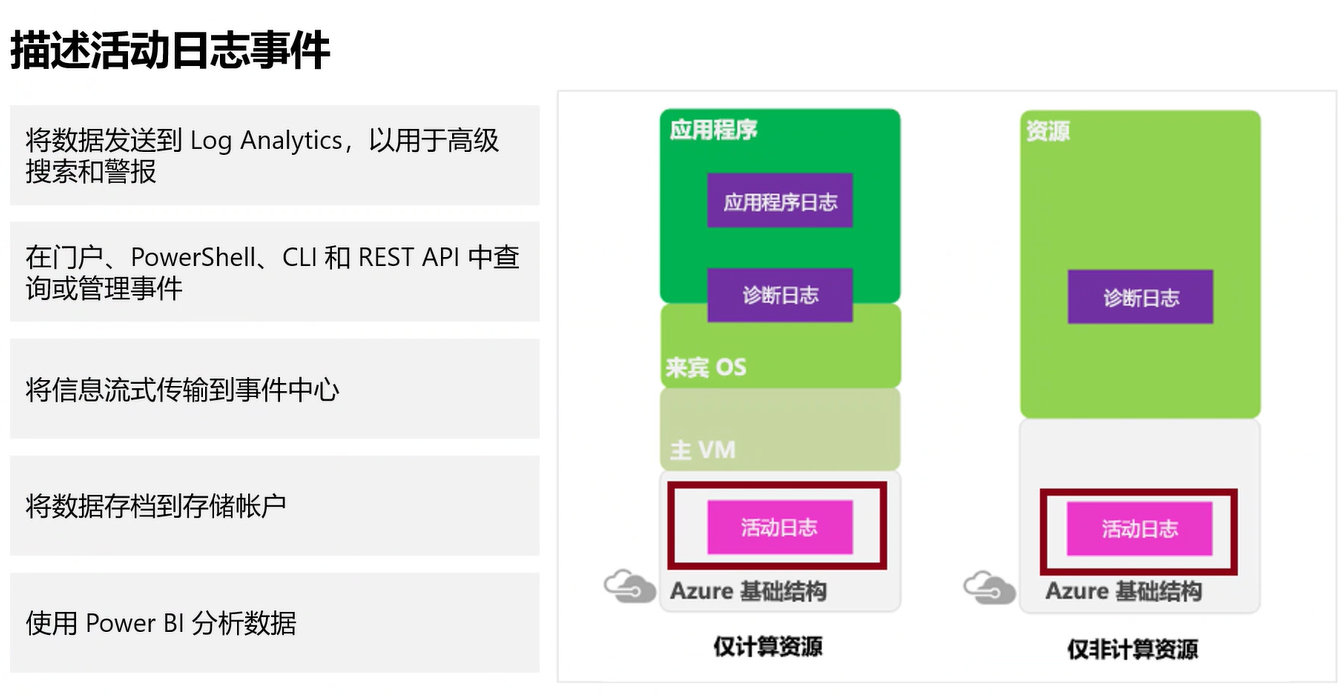 描述活动日志事件
将数据发送到 Log Analytics，以用于高级
搜索和警报
在门户、PowerShell、CLI 和 REST API 中查
询或管理事件
将信息流式传输到事件中心
将数据存档到存储帐户
使用 Power BI 分析数据
应用程序
应用程序日志
诊断日志
来宾 OS
主 VM
活动日志
Azure 基础结构
仅计算资源
资源
诊断日志
活动日志
Azure 基础结构
仅非计算资源